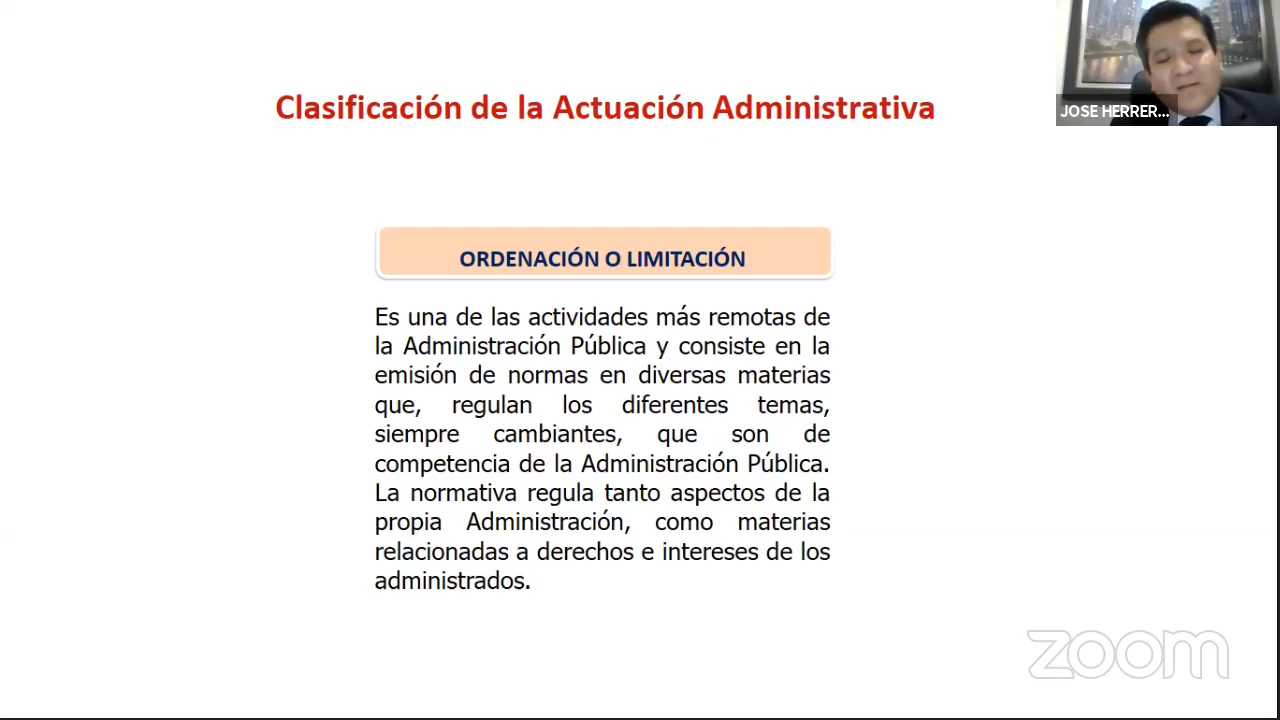 Clasificación de la Actuación Administrativa
JOSE HERRER...
ORDENACIÓN O LIMITACIÓN
Es una de las actividades más remotas de
la Administración Pública y consiste en la
emisión de normas en diversas materias
que, regulan los diferentes temas,
siempre cambiantes, que son de
competencia de la Administración Pública.
La normativa regula tanto aspectos de la
propia Administración, como materias
relacionadas a derechos e intereses de los
administrados.
zoom